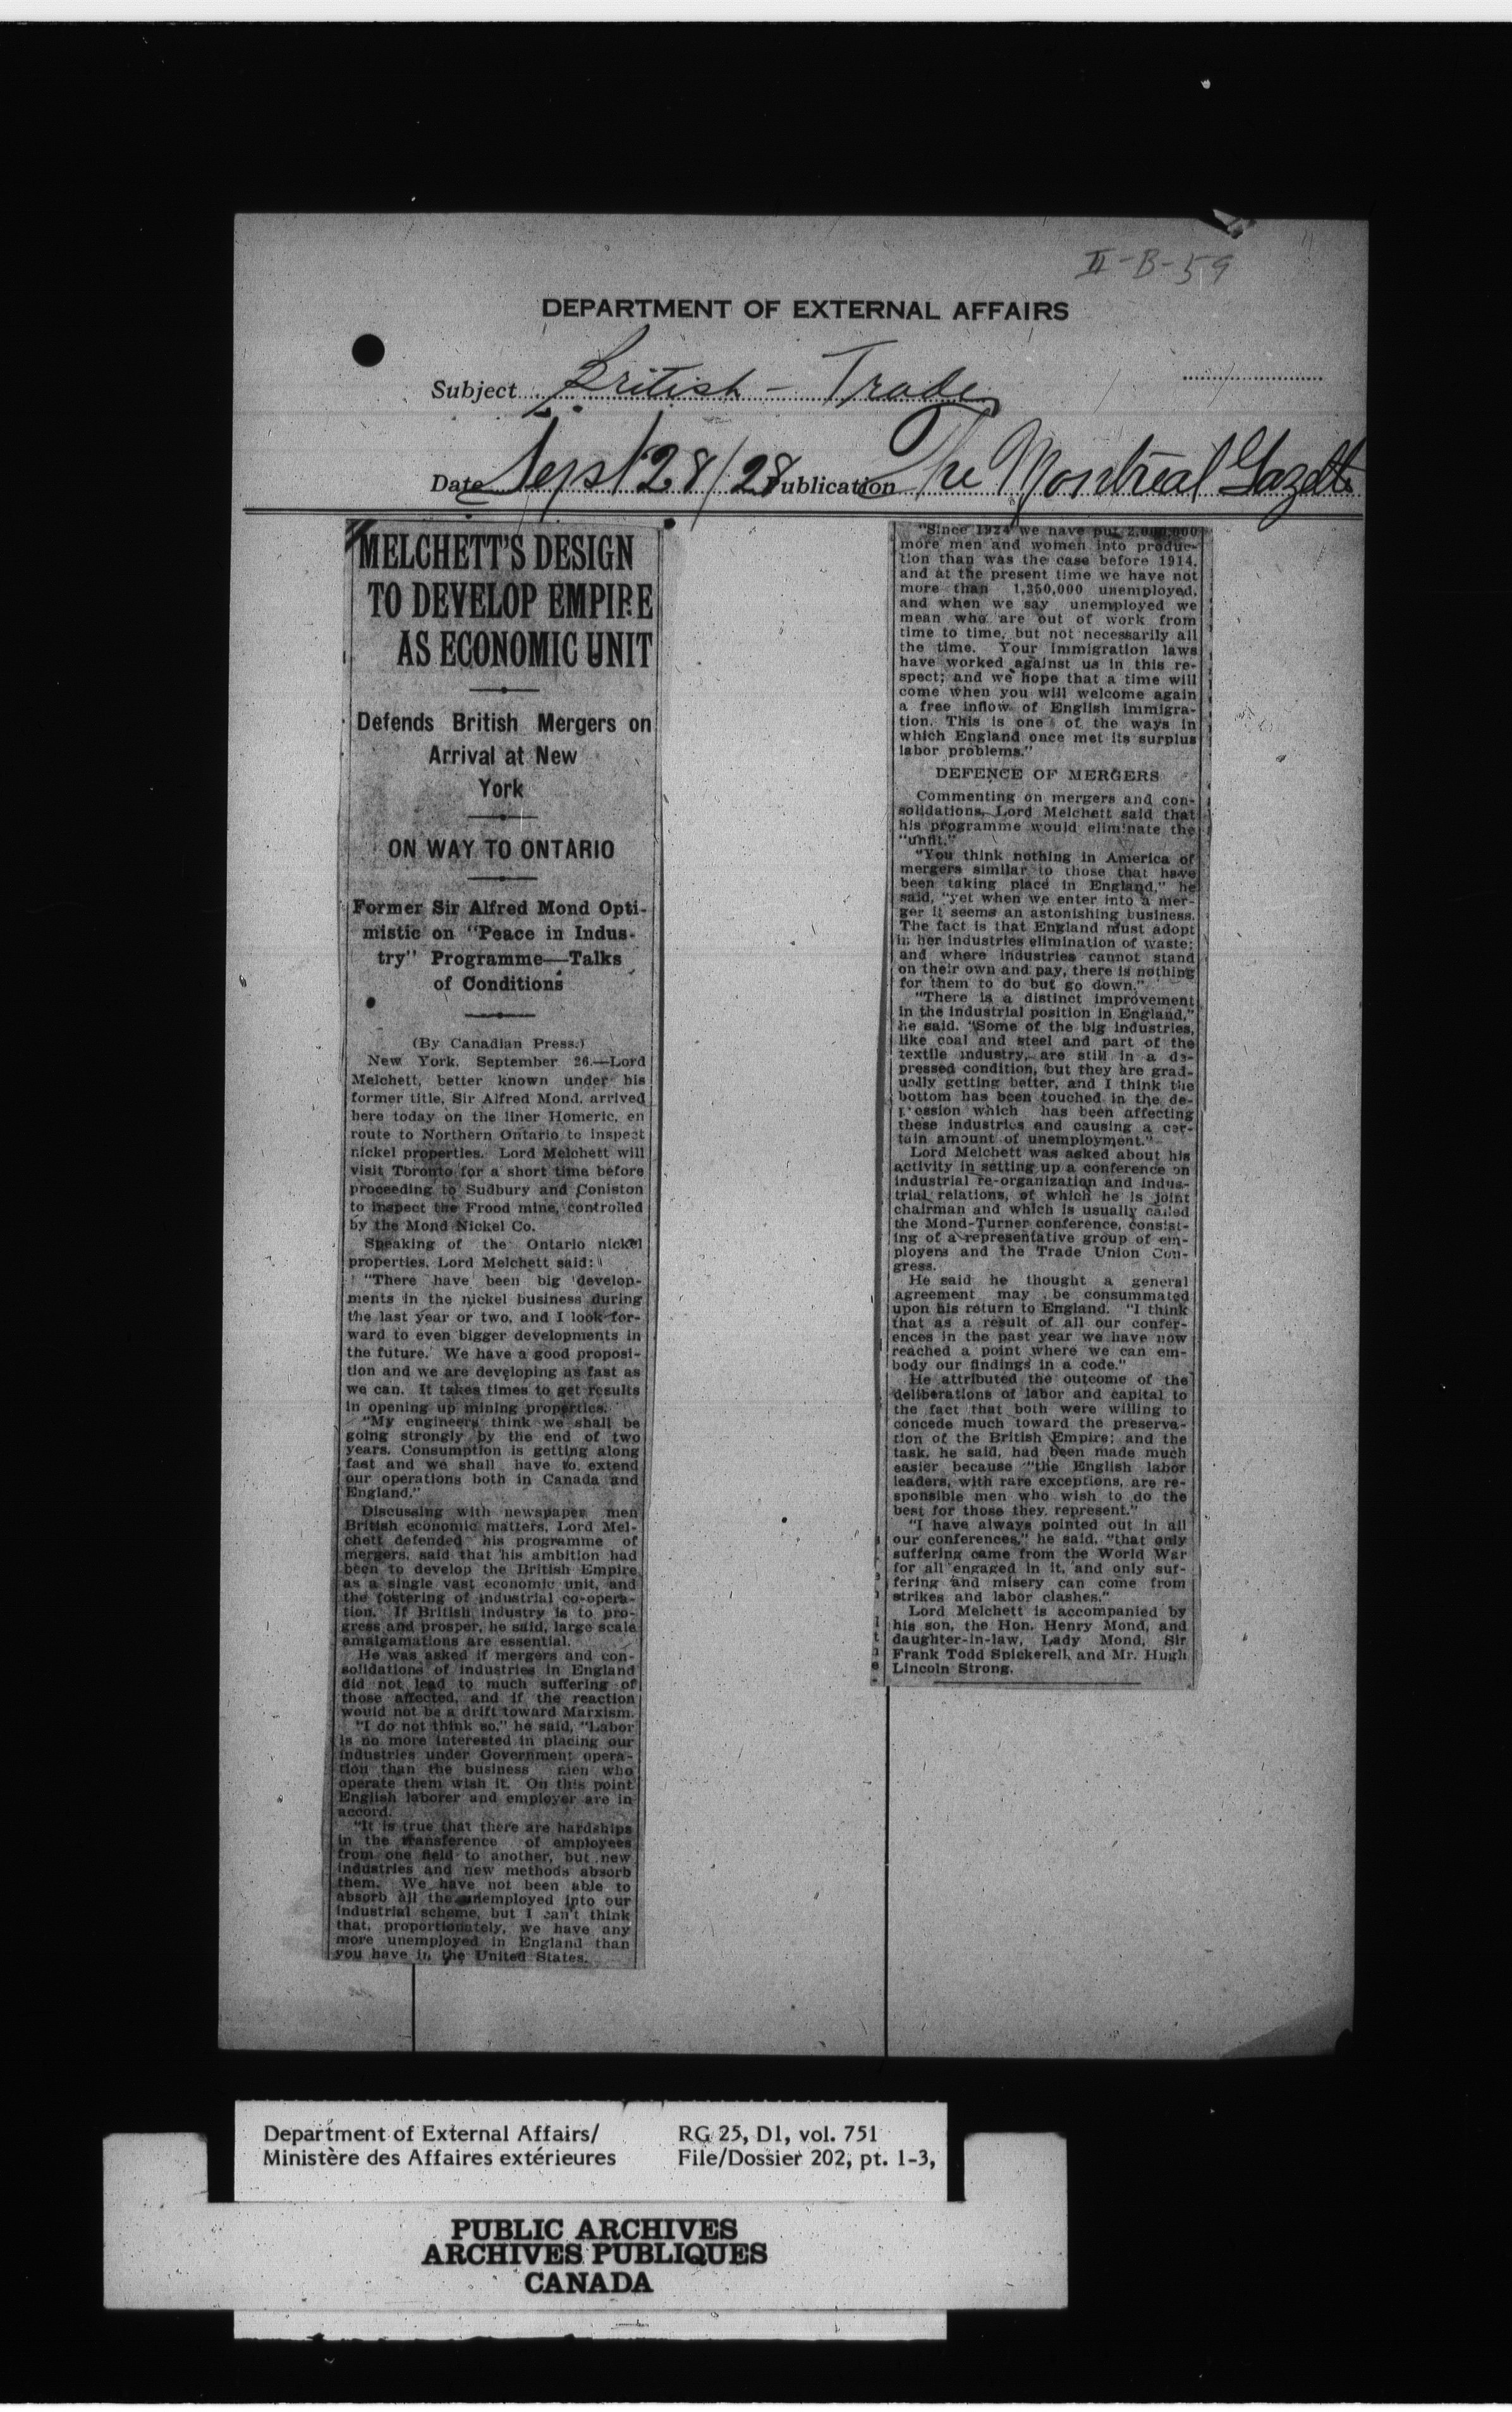 II-B-59
DEPARTMENT OF EXTERNAL AFFAIRS
Subject British - Trade
Date Sept 28/28 Publication The Montreal Gazette
MELCHETT'S DESIGN
TO DEVELOP EMPIRE
AS ECONOMIC UNIT
Defends British Mergers on
Arrival at New
York
ON WAY TO ONTARIO
Former Sir Alfred Mond Opti-
mistic on "Peace in Indus-
try" Programme—Talks
of Conditions
(By Canadian Press.)
New York, September 26.—Lord
Melchett, better known under his
former title, Sir Alfred Mond, arrived
here today on the liner Homeric, en
route to Northern Ontario to inspect
nickel properties. Lord Melchett will
visit Toronto for a short time before
proceeding to Sudbury and Coniston
to inspect the Frood mine, controlled
by the Mond Nickel Co.
Speaking of the Ontario nickel
properties, Lord Melchett said:
"There have been big develop-
ments in the nickel business during
the last year or two, and I look for-
ward to even bigger developments in
the future. We have a good proposi-
tion and we are developing as fast as
we can. It takes times to get results
in opening up mining properties.
"My engineers think we shall be
going strongly by the end of two
years. Consumption is getting along
fast and we shall have to extend
our operations both in Canada and
England."
Discussing with newspaper men
British economic matters, Lord Mel-
chett defended his programme of
mergers, said that his ambition had
been to develop the British Empire
as a single vast economic unit, and
the fostering of industrial co-opera-
tion. If British industry is to pro-
gress and prosper, he said, large scale
amalgamations are essential.
He was asked if mergers and con-
solidations of industries in England
did not lead to much suffering of
those affected, and if the reaction
would not be a drift toward Marxism.
"I do not think so," he said, "Labor
is no more interested in placing our
industries under Government opera-
tion than the business men who
operate them wish it. On this point
English laborer and employer are in
accord.
"It is true that there are hardships
in the transference of employees
from one field to another, but new
industries and new methods absorb
them. We have not been able to
absorb all the unemployed into our
industrial scheme, but I can't think
that, proportionately, we have any
more unemployed in England than
you have in the United States.
"Since 1924 we have put 2,000,000
more men and women into produc-
tion than was the case before 1914,
and at the present time we have not
more than 1,350,000 unemployed,
and when we say unemployed we
mean who are out of work from
time to time, but not necessarily all
the time. Your immigration laws
have worked against us in this re-
spect; and we hope that a time will
come when you will welcome again
a free inflow of English immigra-
tion. This is one of the ways in
which England once met its surplus
labor problems."
DEFENCE OF MERGERS
Commenting on mergers and con-
solidations, Lord Melchett said that
his programme would eliminate the
"unfit."
"You think nothing in America of
mergers similar to those that have
been taking place in England," he
said, "yet when we enter into a mer-
ger it seems an astonishing business.
The fact is that England must adopt
in her industries elimination of waste;
and where industries cannot stand
on their own and pay, there is nothing
for them to do but go down."
"There is a distinct improvement
in the industrial position in England,"
he said. "Some of the big industries,
like coal and steel and part of the
textile industry, are still in a de-
pressed condition, but they are grad-
ually getting better, and I think the
bottom has been touched in the de-
pression which has been affecting
these industries and causing a cer-
tain amount of unemployment."
Lord Melchett was asked about his
activity in setting up a conference on
industrial re-organization and indus-
trial relations, of which he is joint
chairman and which is usually called
the Mond-Turner conference, consist-
ing of a representative group of em-
ployers and the Trade Union Con-
gress.
He said he thought a general
agreement may be consummated
upon his return to England. "I think
that as a result of all our confer-
ences in the past year we have now
reached a point where we can em-
body our findings in a code."
He attributed the outcome of the
deliberations of labor and capital to
the fact that both were willing to
concede much toward the preserva-
tion of the British Empire; and the
task, he said, had been made much
easier because "the English labor
leaders, with rare exceptions, are re-
sponsible men who wish to do the
best for those they represent."
"I have always pointed out in all
our conferences," he said, "that only
suffering came from the World War
for all engaged in it, and only suf-
fering and misery can come from
strikes and labor clashes."
Lord Melchett is accompanied by
his son, the Hon. Henry Mond, and
daughter-in-law, Lady Mond, Sir
Frank Todd Spickerell, and Mr. Hugh
Lincoln Strong.
Department of External Affairs/
Ministère des Affaires extérieures
RG 25, D1, vol. 751
File/Dossier 202, pt. 1-3,
PUBLIC ARCHIVES
ARCHIVES PUBLIQUES
CANADA